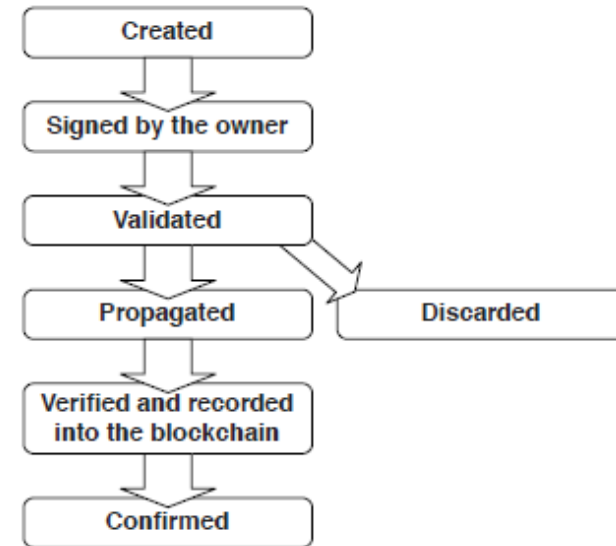 Created
Signed by the owner
Validated
Propagated
Discarded
Verified and recorded
into the blockchain
Confirmed